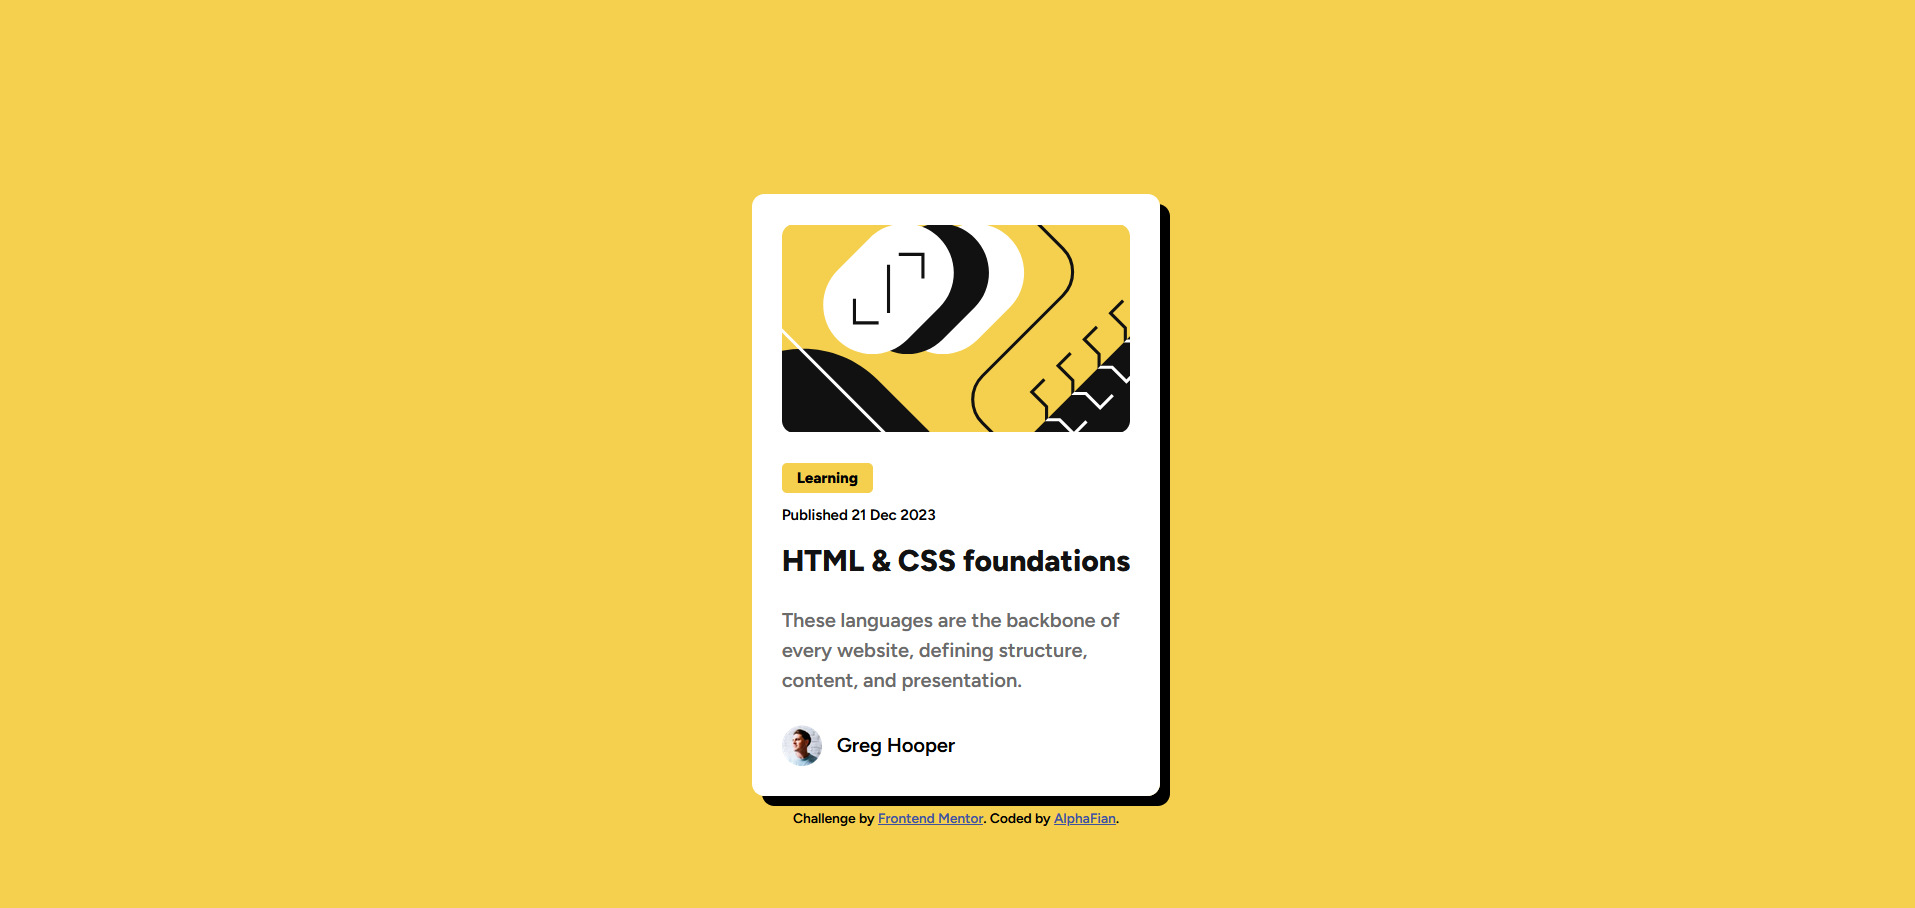 Learning
Published 21 Dec 2023
HTML & CSS foundations
These languages are the backbone of
every website, defining structure,
content, and presentation.
Greg Hooper
Challenge by Frontend Mentor. Coded by AlphaFian.